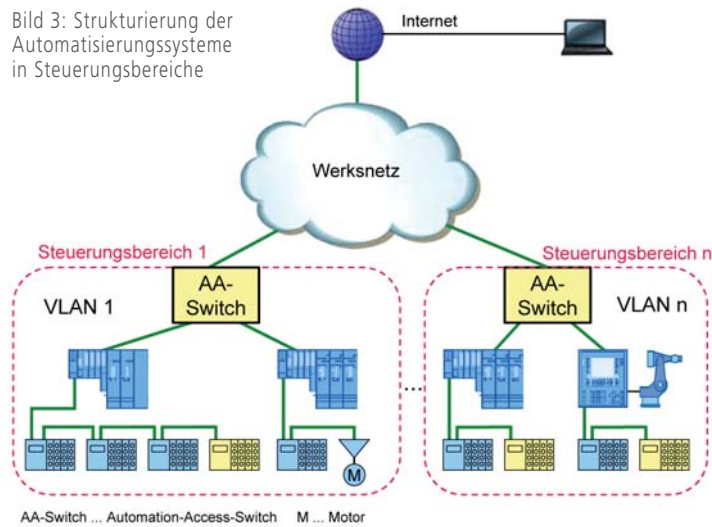 Bild 3: Strukturierung der
Automatisierungssysteme
in Steuerungsbereiche
Internet
Werksnetz
Steuerungsbereich 1
Steuerungsbereich n
AA-
Switch
AA-
Switch
VLAN 1
VLAN n
...
M
AA-Switch ... Automation-Access-Switch M ... Motor